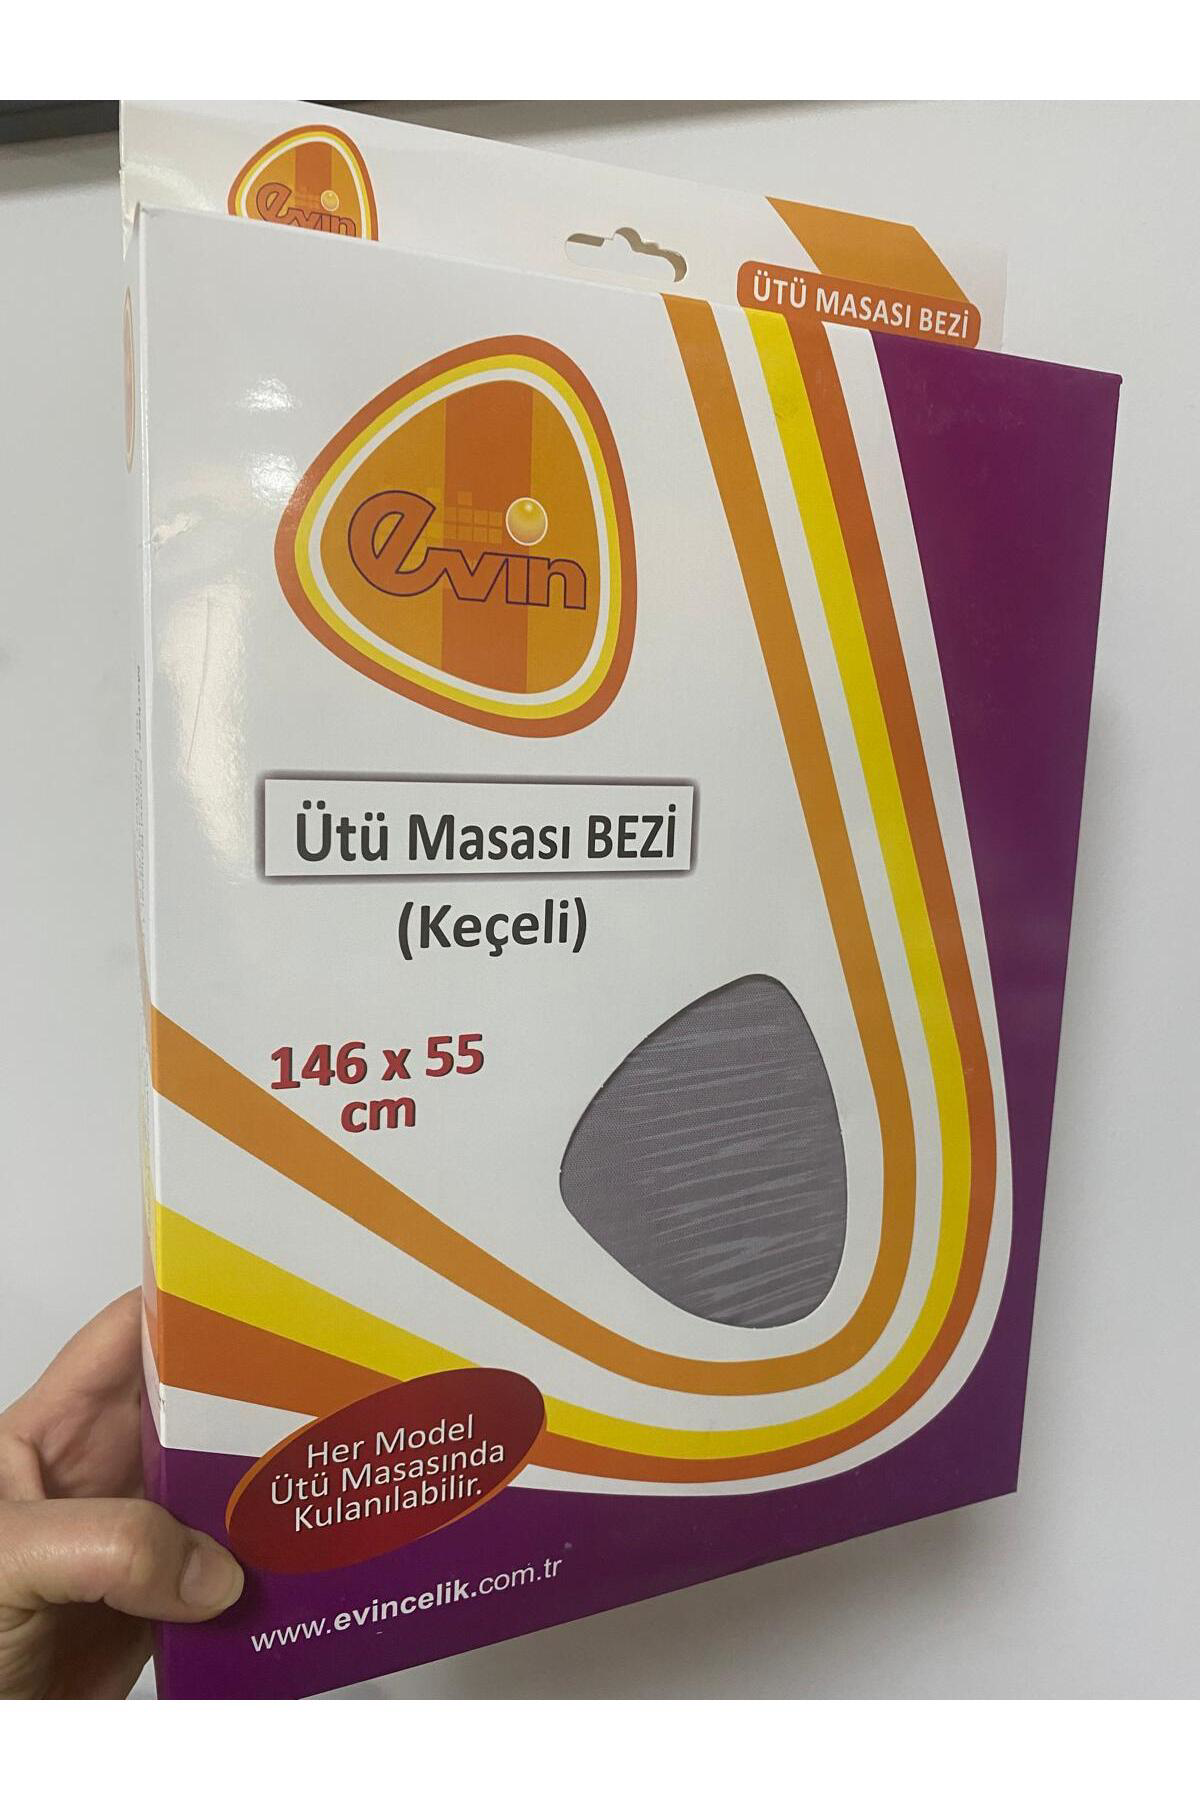 evin
ÜTÜ MASASI BEZİ
evin
Ütü Masası BEZİ
(Keçeli)
146 x 55
cm
Her Model
Ütü Masasında
Kulanılabilir.
www.evincelik.com.tr